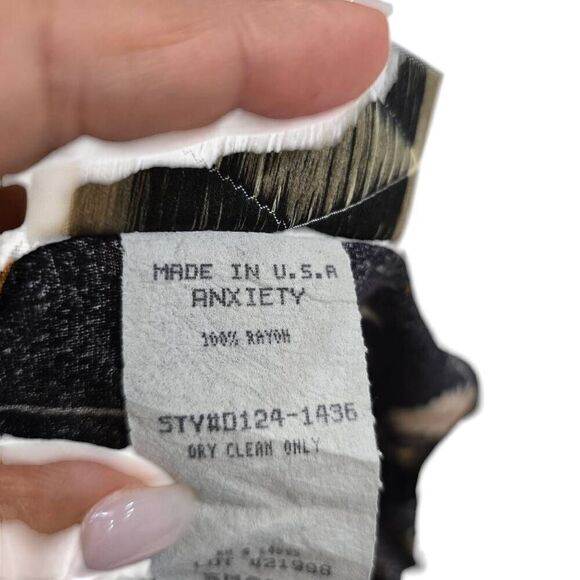 MADE IN U.S.A
ANXIETY
100% RAYON
STY#D124-1436
DRY CLEAN ONLY